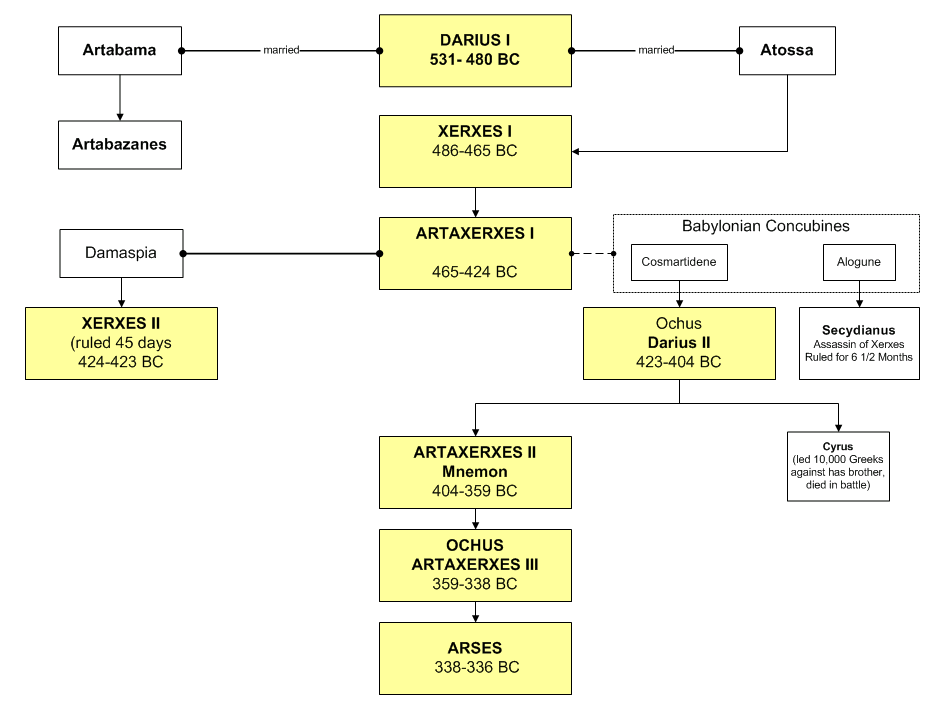 Artabama
married
DARIUS I
531- 480 BC
married
Atossa
Artabazanes
XERXES I
486-465 BC
ARTAXERXES I
465-424 BC
Damaspia
Babylonian Concubines
Cosmartidene
Alogune
XERXES II
(ruled 45 days
424-423 BC
Ochus
Darius II
423-404 BC
Secydianus
Assassin of Xerxes
Ruled for 6 1/2 Months
ARTAXERXES II
Mnemon
404-359 BC
Cyrus
(led 10,000 Greeks
against has brother,
died in battle)
OCHUS
ARTAXERXES III
359-338 BC
ARSES
338-336 BC